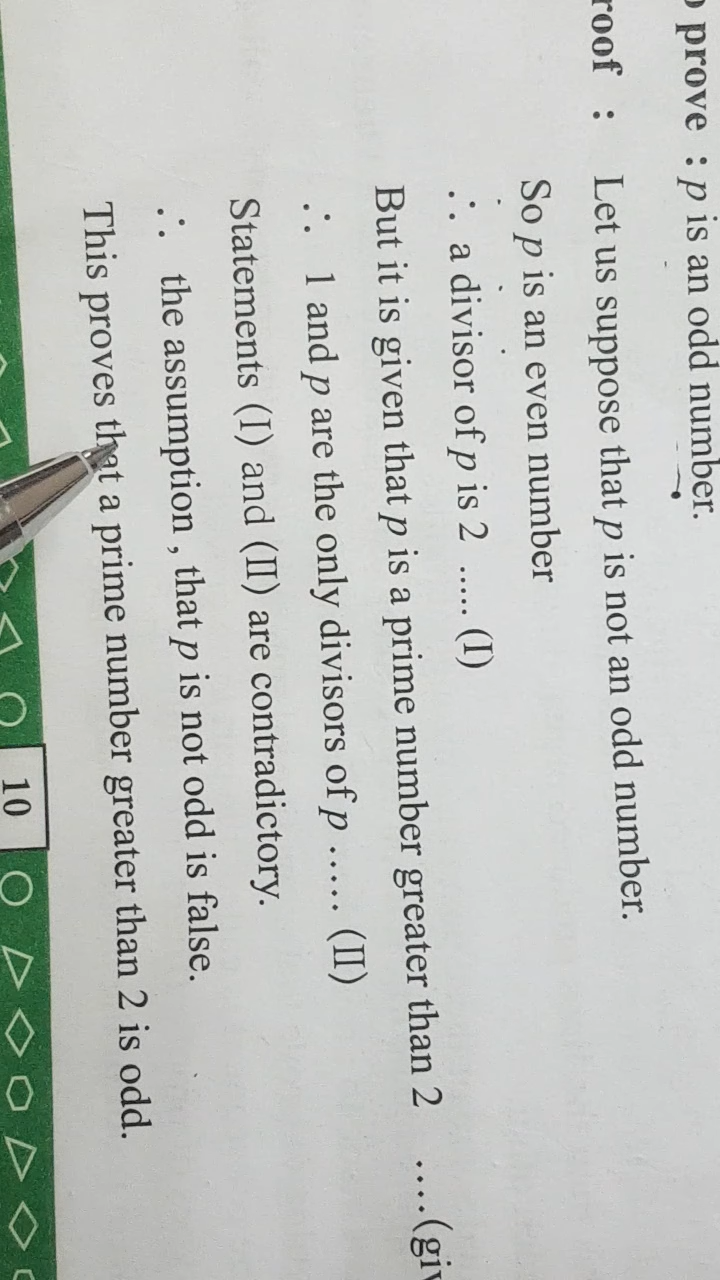 prove : p is an odd number.
roof : Let us suppose that p is not an odd number.
So p is an even number
∴ a divisor of p is 2 ..... (I)
But it is given that p is a prime number greater than 2 ....(giv
∴ 1 and p are the only divisors of p ..... (II)
Statements (I) and (II) are contradictory.
∴ the assumption , that p is not odd is false.
This proves that a prime number greater than 2 is odd.
10